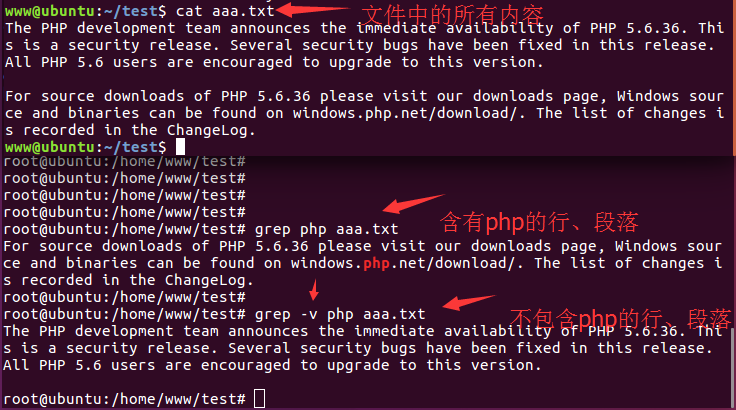 www@ubuntu:~/test$ cat aaa.txt 文件中的所有内容
The PHP development team announces the immediate availability of PHP 5.6.36. Thi
s is a security release. Several security bugs have been fixed in this release.
All PHP 5.6 users are encouraged to upgrade to this version.
For source downloads of PHP 5.6.36 please visit our downloads page, Windows sour
ce and binaries can be found on windows.php.net/download/. The list of changes i
s recorded in the ChangeLog.
www@ubuntu:~/test$
root@ubuntu:/home/www/test#
root@ubuntu:/home/www/test#
root@ubuntu:/home/www/test#
root@ubuntu:/home/www/test#
root@ubuntu:/home/www/test# grep php aaa.txt 含有php的行、段落
For source downloads of PHP 5.6.36 please visit our downloads page, Windows sour
ce and binaries can be found on windows.php.net/download/. The list of changes i
s recorded in the ChangeLog.
root@ubuntu:/home/www/test#
root@ubuntu:/home/www/test# grep -v php aaa.txt 不包含php的行、段落
The PHP development team announces the immediate availability of PHP 5.6.36. Thi
s is a security release. Several security bugs have been fixed in this release.
All PHP 5.6 users are encouraged to upgrade to this version.
root@ubuntu:/home/www/test#